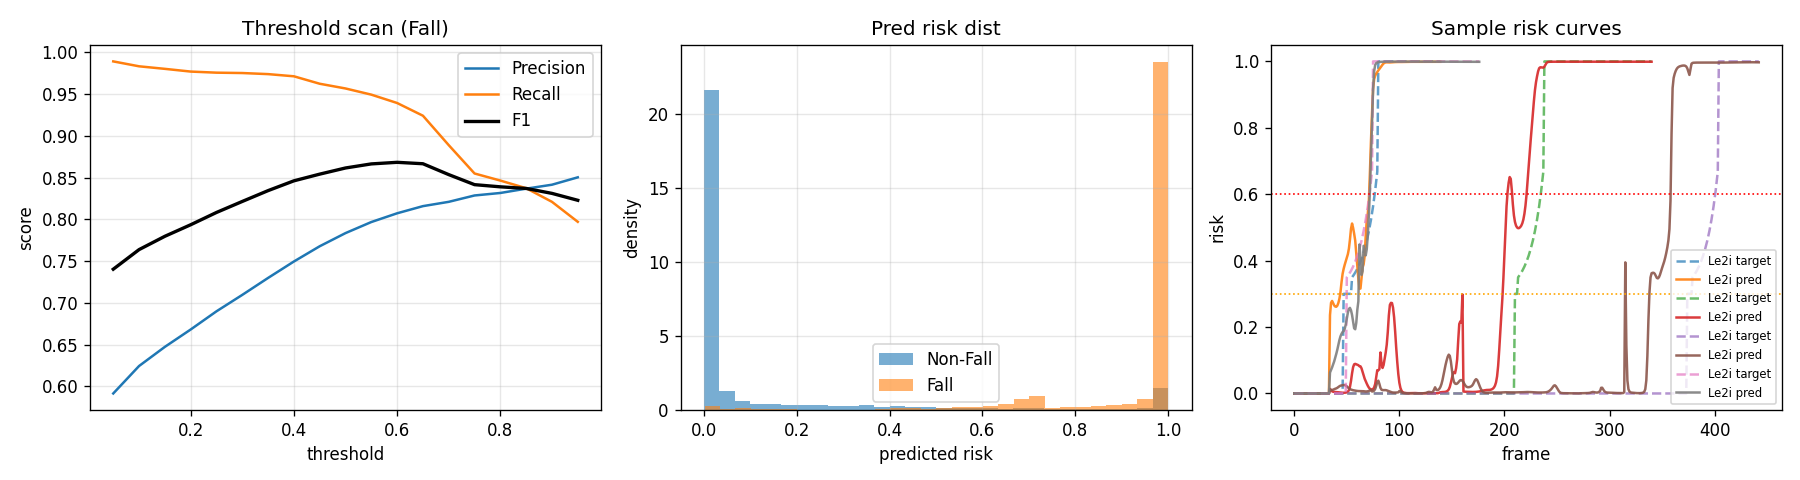 Threshold scan (Fall)
1.00
0.95
0.90
0.85
0.80
0.75
0.70
0.65
0.60
score
0.2 0.4 0.6 0.8
threshold
Precision
Recall
F1
Pred risk dist
20
15
10
5
0
density
0.0 0.2 0.4 0.6 0.8 1.0
predicted risk
Non-Fall
Fall
Sample risk curves
1.0
0.8
0.6
0.4
0.2
0.0
risk
0 100 200 300 400
frame
Le2i target
Le2i pred
Le2i target
Le2i pred
Le2i target
Le2i pred
Le2i target
Le2i pred